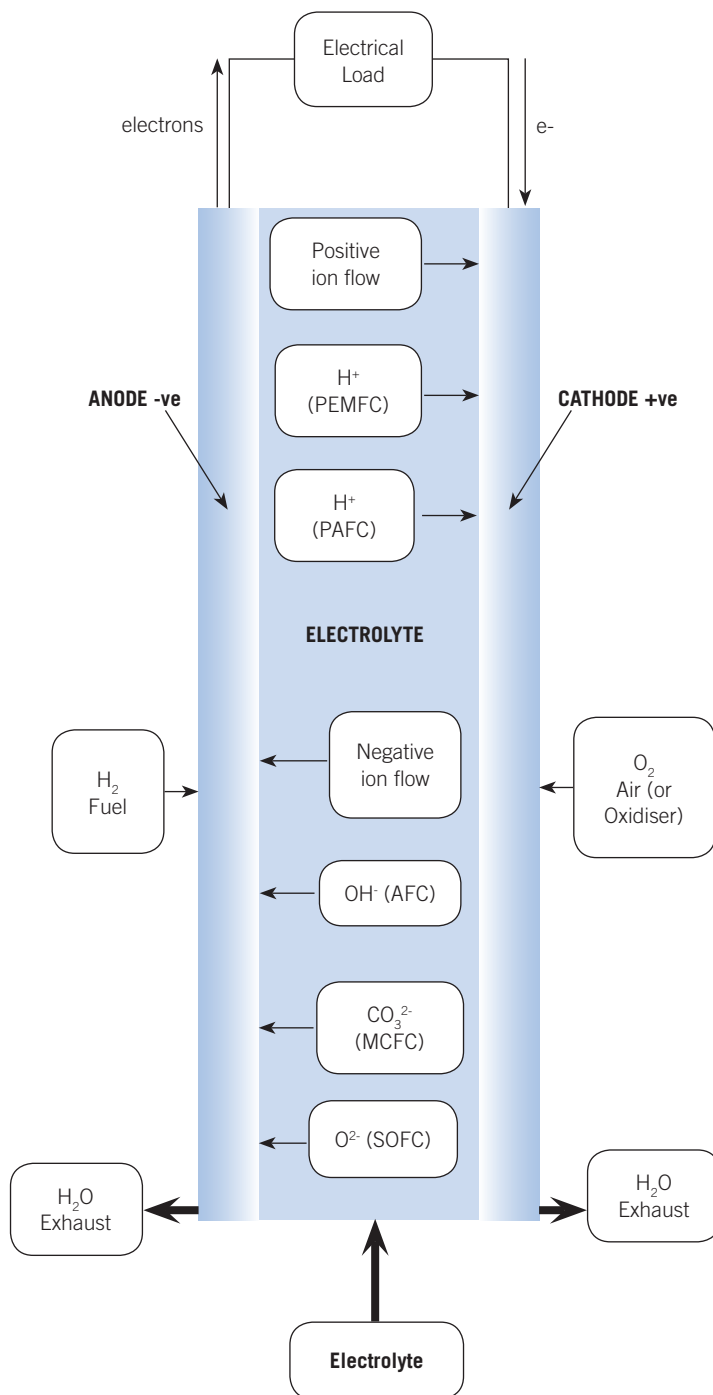 Electrical
Load
electrons
e-
Positive
ion flow
H⁺
(PEMFC)
ANODE -ve
CATHODE +ve
H⁺
(PAFC)
ELECTROLYTE
Negative
ion flow
H₂
Fuel
O₂
Air (or
Oxidiser)
OH⁻ (AFC)
CO₃²⁻
(MCFC)
O²⁻ (SOFC)
H₂O
Exhaust
H₂O
Exhaust
Electrolyte